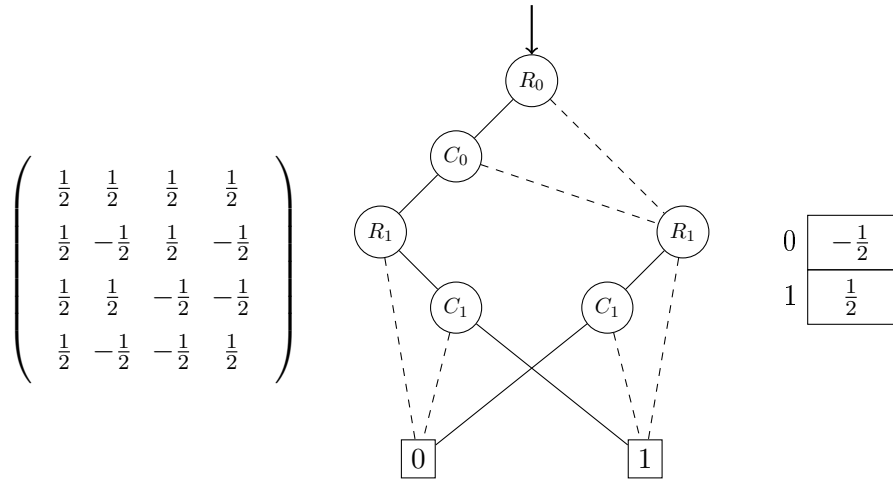 R₀
C₀
R₁ R₁
C₁ C₁
0 1
½ ½ ½ ½
½ −½ ½ −½
½ ½ −½ −½
½ −½ −½ ½
0 −½
1 ½